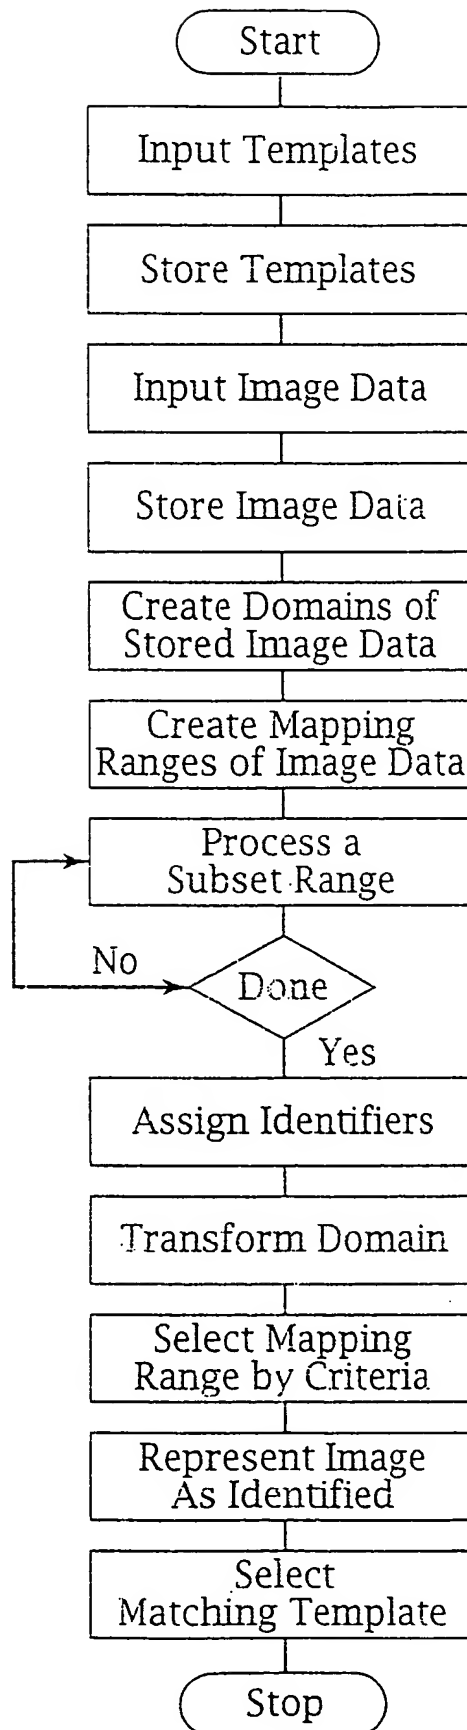 Start
Input Templates
Store Templates
Input Image Data
Store Image Data
Create Domains of
Stored Image Data
Create Mapping
Ranges of Image Data
Process a
Subset Range
No
Done
Yes
Assign Identifiers
Transform Domain
Select Mapping
Range by Criteria
Represent Image
As Identified
Select
Matching Template
Stop